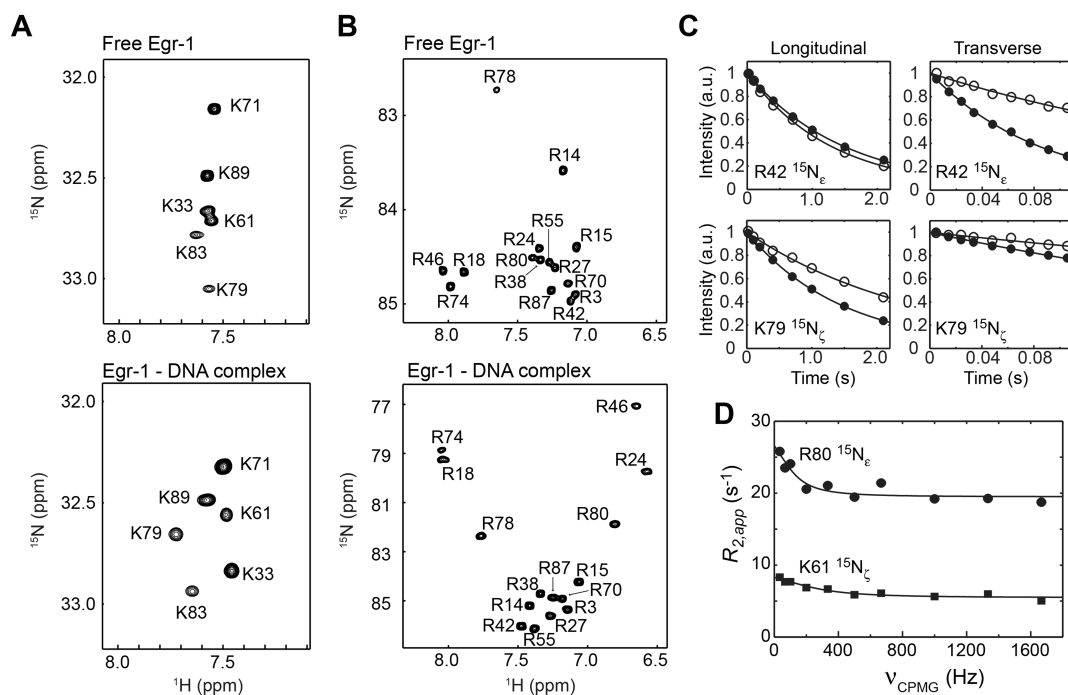 A
Free Egr-1
32.0
32.5
33.0
¹⁵N (ppm)
K71
K89
K33
K61
K83
K79
8.0
7.5
Egr-1 - DNA complex
32.0
32.5
33.0
¹⁵N (ppm)
K71
K89
K61
K79
K33
K83
8.0
7.5
¹H (ppm)
B
Free Egr-1
83
84
85
¹⁵N (ppm)
R78
R14
R55
R15
R24
R46
R18
R80
R27
R38
R70
R74
R87
R3
R42
8.0
7.5
7.0
6.5
Egr-1 - DNA complex
77
79
81
83
85
¹⁵N (ppm)
R46
R74
R18
R24
R78
R80
R87
R15
R38
R70
R14
R3
R42
R27
R55
8.0
7.5
7.0
6.5
¹H (ppm)
C
Longitudinal
Transverse
Intensity (a.u.)
1
0.8
0.6
0.4
0.2
0
R42 ¹⁵Nε
0
1.0
2.0
R42 ¹⁵Nε
0
0.04
0.08
Intensity (a.u.)
1
0.8
0.6
0.4
0.2
0
K79 ¹⁵Nζ
0
1.0
2.0
1
0.8
0.6
0.4
0.2
0
K79 ¹⁵Nζ
0
0.04
0.08
Time (s)
Time (s)
D
R2,app (s⁻¹)
30
20
10
0
R80 ¹⁵Nε
K61 ¹⁵Nζ
0
400
800
1200
1600
νCPMG (Hz)